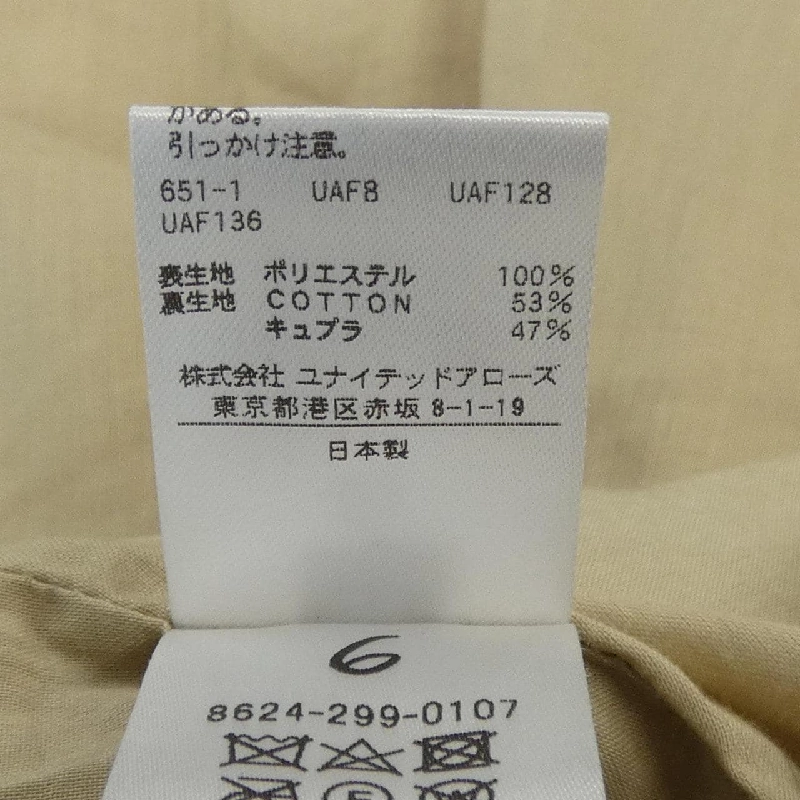 がある。
引っかけ注意。
651-1 UAF8 UAF128
UAF136
表生地 ポリエステル 100%
裏生地 COTTON 53%
キュプラ 47%
株式会社 ユナイテッドアローズ
東京都港区赤坂 8-1-19
日本製
6
8624-299-0107